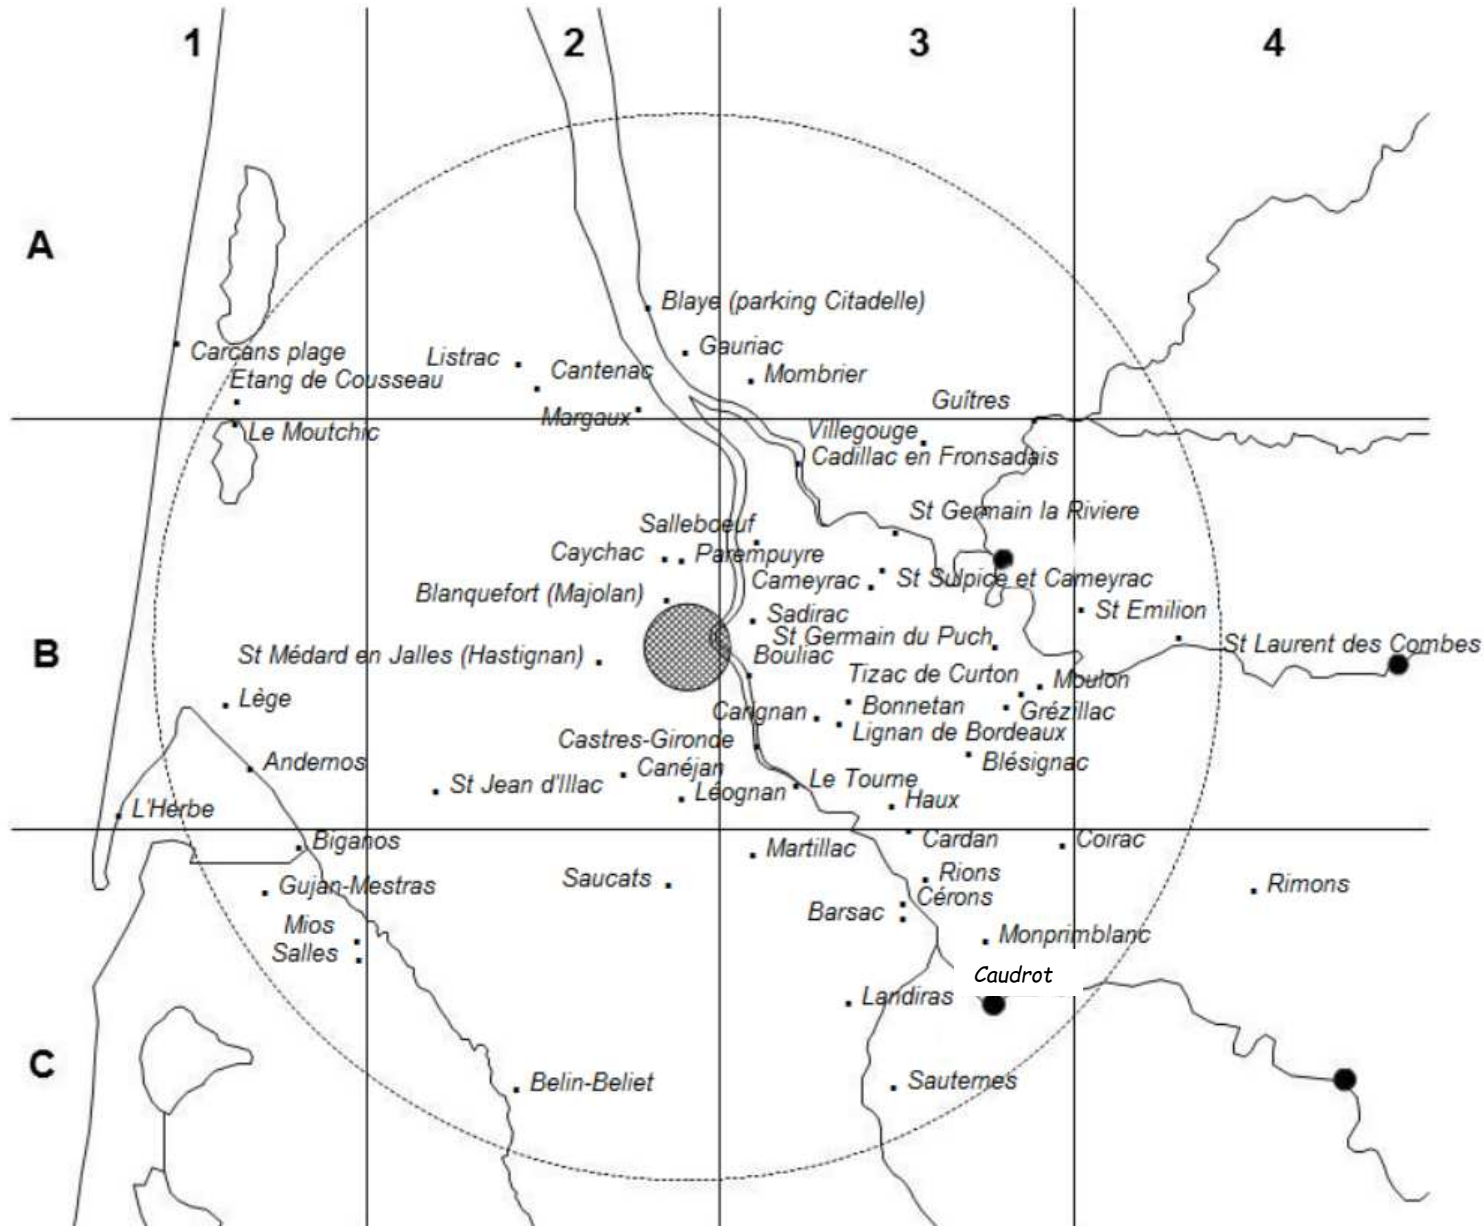 1
2
3
4
A
Blaye (parking Citadelle)
Gauriac
Carcans plage
Listrac
Cantenac
Mombrier
Etang de Cousseau
Guîtres
Margaux
Le Moutchic
Villegouge
Cadillac en Fronsadais
St Germain la Riviere
Salleboeuf
Caychac
Parempuyre
Cameyrac
St Sulpice et Cameyrac
Blanquefort (Majolan)
Sadirac
St Emilion
St Germain du Puch
St Laurent des Combes
B
St Médard en Jalles (Hastignan)
Bouliac
Tizac de Curton
Moulon
Lège
Carignan
Bonnetan
Grézillac
Lignan de Bordeaux
Castres-Gironde
Andernos
Canéjan
Blésignac
St Jean d'Illac
Léognan
Le Tourne
L'Herbe
Haux
Biganos
Martillac
Cardan
Coirac
Gujan-Mestras
Saucats
Rions
Rimons
Cérons
Mios
Barsac
Salles
Monprimblanc
Caudrot
Landiras
C
Belin-Beliet
Sauternes